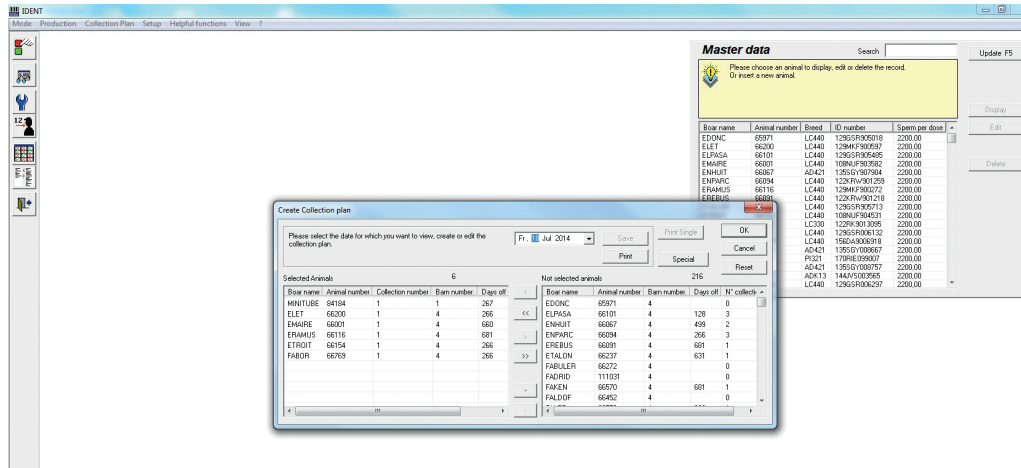 IDENT
Mode Production Collection Plan Setup Helpful functions View ?
Master data
Search
Update F5
Please choose an animal to display, edit or delete the record.
Or insert a new animal.
Display
Edit
Delete
Boar name Animal number Breed ID number Sperm per dose
EDONC 65971 LC440 129GSR905018 2200,00
ELET 66200 LC440 129MKF900597 2200,00
ELPASA 66101 LC440 129GSR905485 2200,00
EMAIRE 66001 LC440 108NUF903582 2200,00
ENHUIT 66067 AD421 135SGY907904 2200,00
ENPARC 66094 LC440 122KRW901259 2200,00
ERAMUS 66116 LC440 129MKF900272 2200,00
EREBUS 66091 LC440 122KRW901218 2200,00
LC440 129GSR905713 2200,00
LC440 108NUF904531 2200,00
LC330 122RK9013095 2200,00
LC440 129GSR006132 2200,00
LC440 156DA9006918 2200,00
AD421 135SGY008667 2200,00
PI321 170RIE099007 2200,00
AD421 135SGY008757 2200,00
ADK13 144JVS003565 2200,00
LC440 129GSR006297 2200,00
Create Collection plan
Please select the date for which you want to view, create or edit the
collection plan.
Fr , 18 Jul 2014
Save
Print
Print Single
Special
OK
Cancel
Reset
Selected Animals 6
Boar name Animal number Collection number Barn number. Days off
MINITUBE 84184 1 1 267
ELET 66200 1 4 266
EMAIRE 66001 1 4 660
ERAMUS 66116 1 4 681
ETROIT 66154 1 4 266
FABOR 66769 1 4 266
<
<<
>
>>
+
-
Not selected animals 216
Boar name Animal number Barn number. Days off N° collecti
EDONC 65971 4 0
ELPASA 66101 4 128 3
ENHUIT 66067 4 499 2
ENPARC 66094 4 266 3
EREBUS 66091 4 681 1
ETALON 66237 4 631 1
FABULER 66272 4 0
FADRID 111031 4 0
FAKEN 66570 4 681 1
FALDOF 66452 4 0